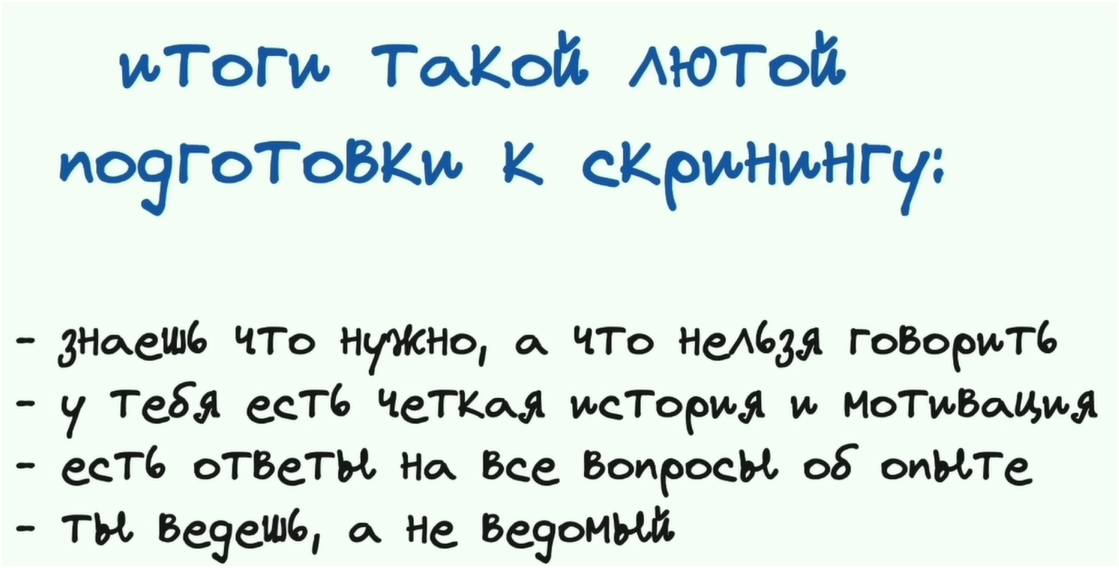 итоги такой лютой
подготовки к скринингу:
- знаешь что нужно, а что нельзя говорить
- у тебя есть четкая история и мотивация
- есть ответы на все вопросы об опыте
- ты ведешь, а не ведомый